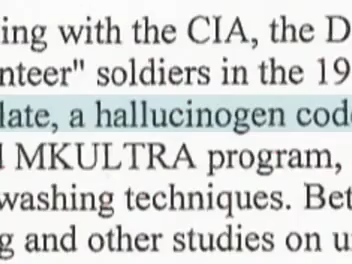 ing with the CIA, the D
nteer" soldiers in the 19
late, a hallucinogen cod
MKULTRA program,
washing techniques. Bet
g and other studies on u